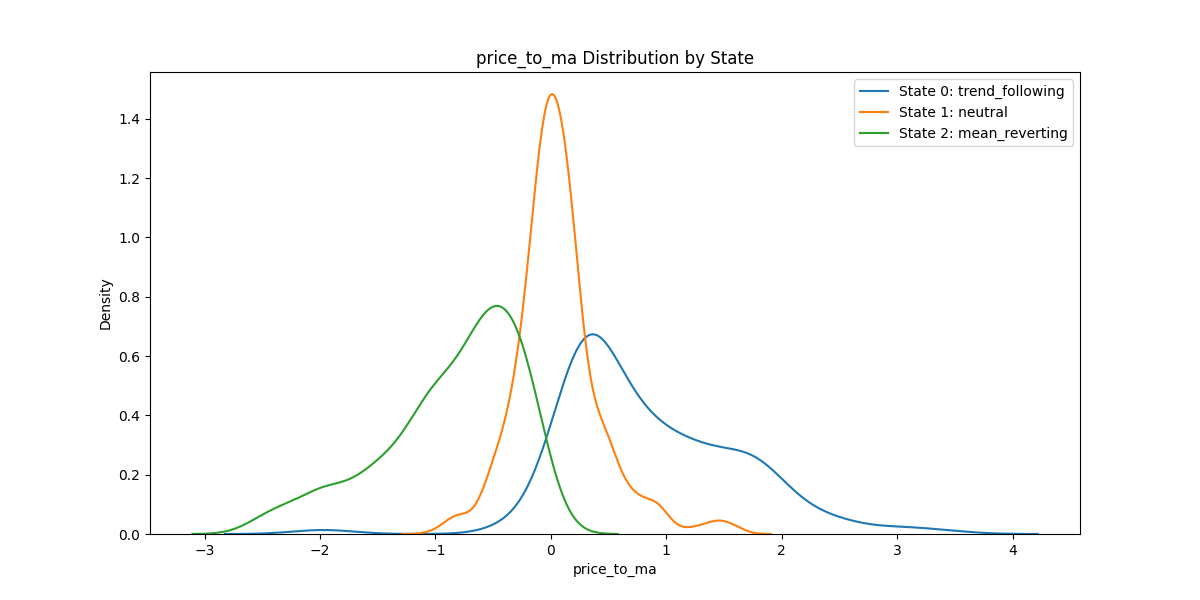 price_to_ma Distribution by State
State 0: trend_following
State 1: neutral
State 2: mean_reverting
Density
1.4
1.2
1.0
0.8
0.6
0.4
0.2
0.0
−3
−2
−1
0
1
2
3
4
price_to_ma